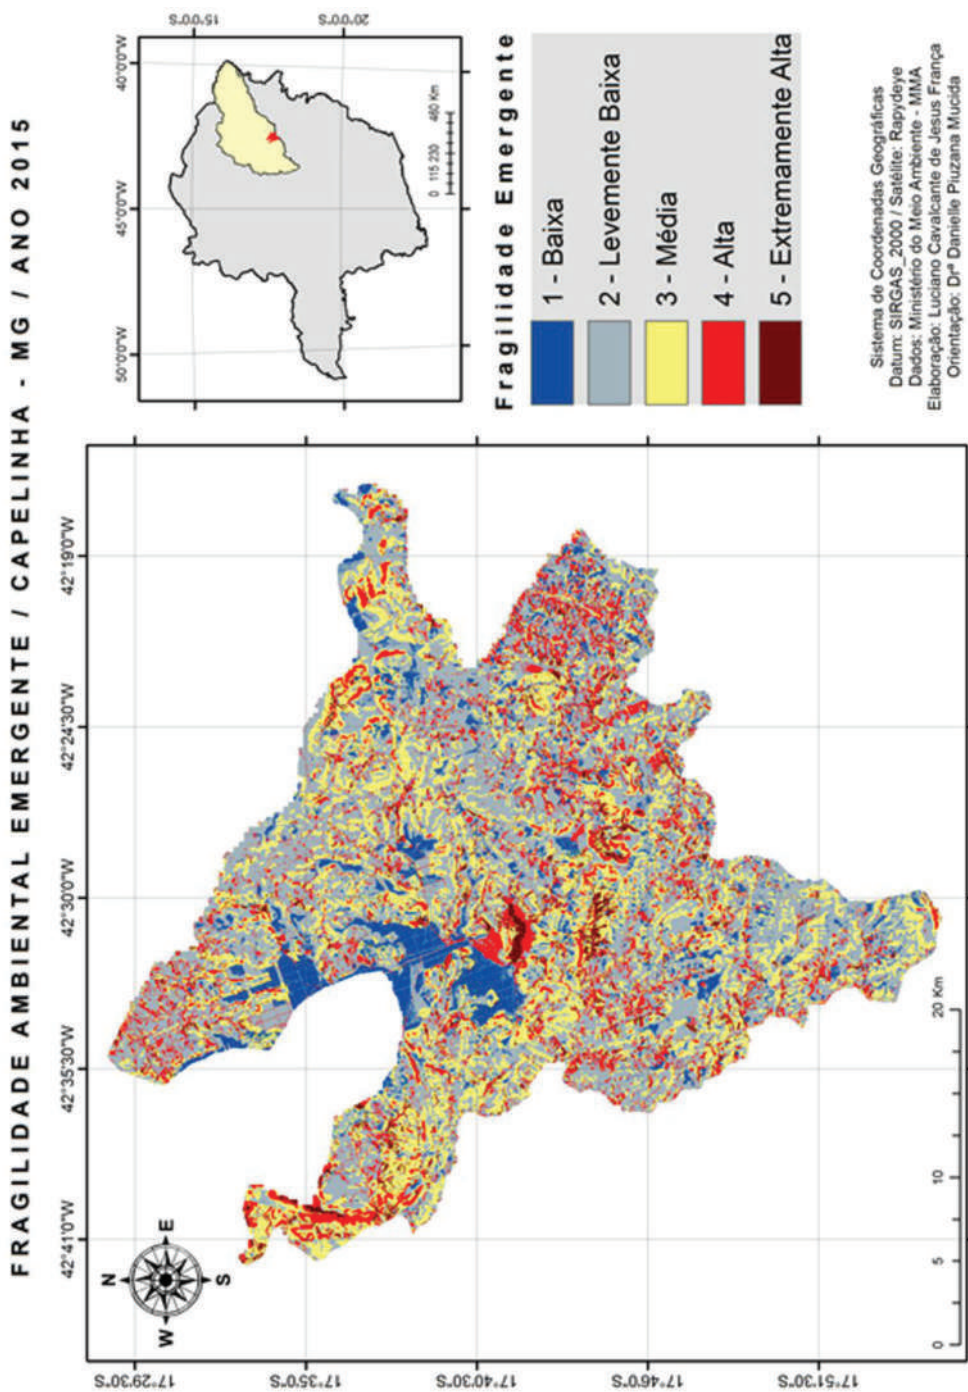 FRAGILIDADE AMBIENTAL EMERGENTE / CAPELINHA - MG / ANO 2015
N
W E
S
42°41'0"W 42°35'30"W 42°30'0"W 42°24'30"W 42°19'0"W
17°29'30"S
17°35'0"S
17°40'30"S
17°46'0"S
17°51'30"S
0 5 10 20 Km
50°0'0"W 45°0'0"W 40°0'0"W
15°0'0"S
20°0'0"S
0 115 230 460 Km
Fragilidade Emergente
1 - Baixa
2 - Levemente Baixa
3 - Média
4 - Alta
5 - Extremamente Alta
Sistema de Coordenadas Geográficas
Datum: SIRGAS_2000 / Satélite: Rapydeye
Dados: Ministério do Meio Ambiente - MMA
Elaboração: Luciano Cavalcante de Jesus França
Orientação: Drª Danielle Piuzana Mucida